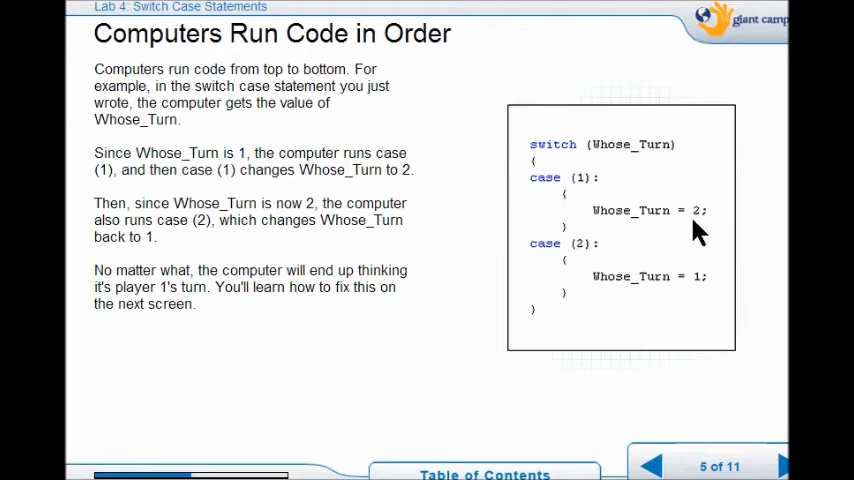 Lab 4: Switch Case Statements
giant camp
Computers Run Code in Order
Computers run code from top to bottom. For
example, in the switch case statement you just
wrote, the computer gets the value of
Whose_Turn.
Since Whose_Turn is 1, the computer runs case
(1), and then case (1) changes Whose_Turn to 2.
Then, since Whose_Turn is now 2, the computer
also runs case (2), which changes Whose_Turn
back to 1.
No matter what, the computer will end up thinking
it's player 1's turn. You'll learn how to fix this on
the next screen.
switch (Whose_Turn)
{
case (1):
{
Whose_Turn = 2;
}
case (2):
{
Whose_Turn = 1;
}
}
Table of Contents
5 of 11